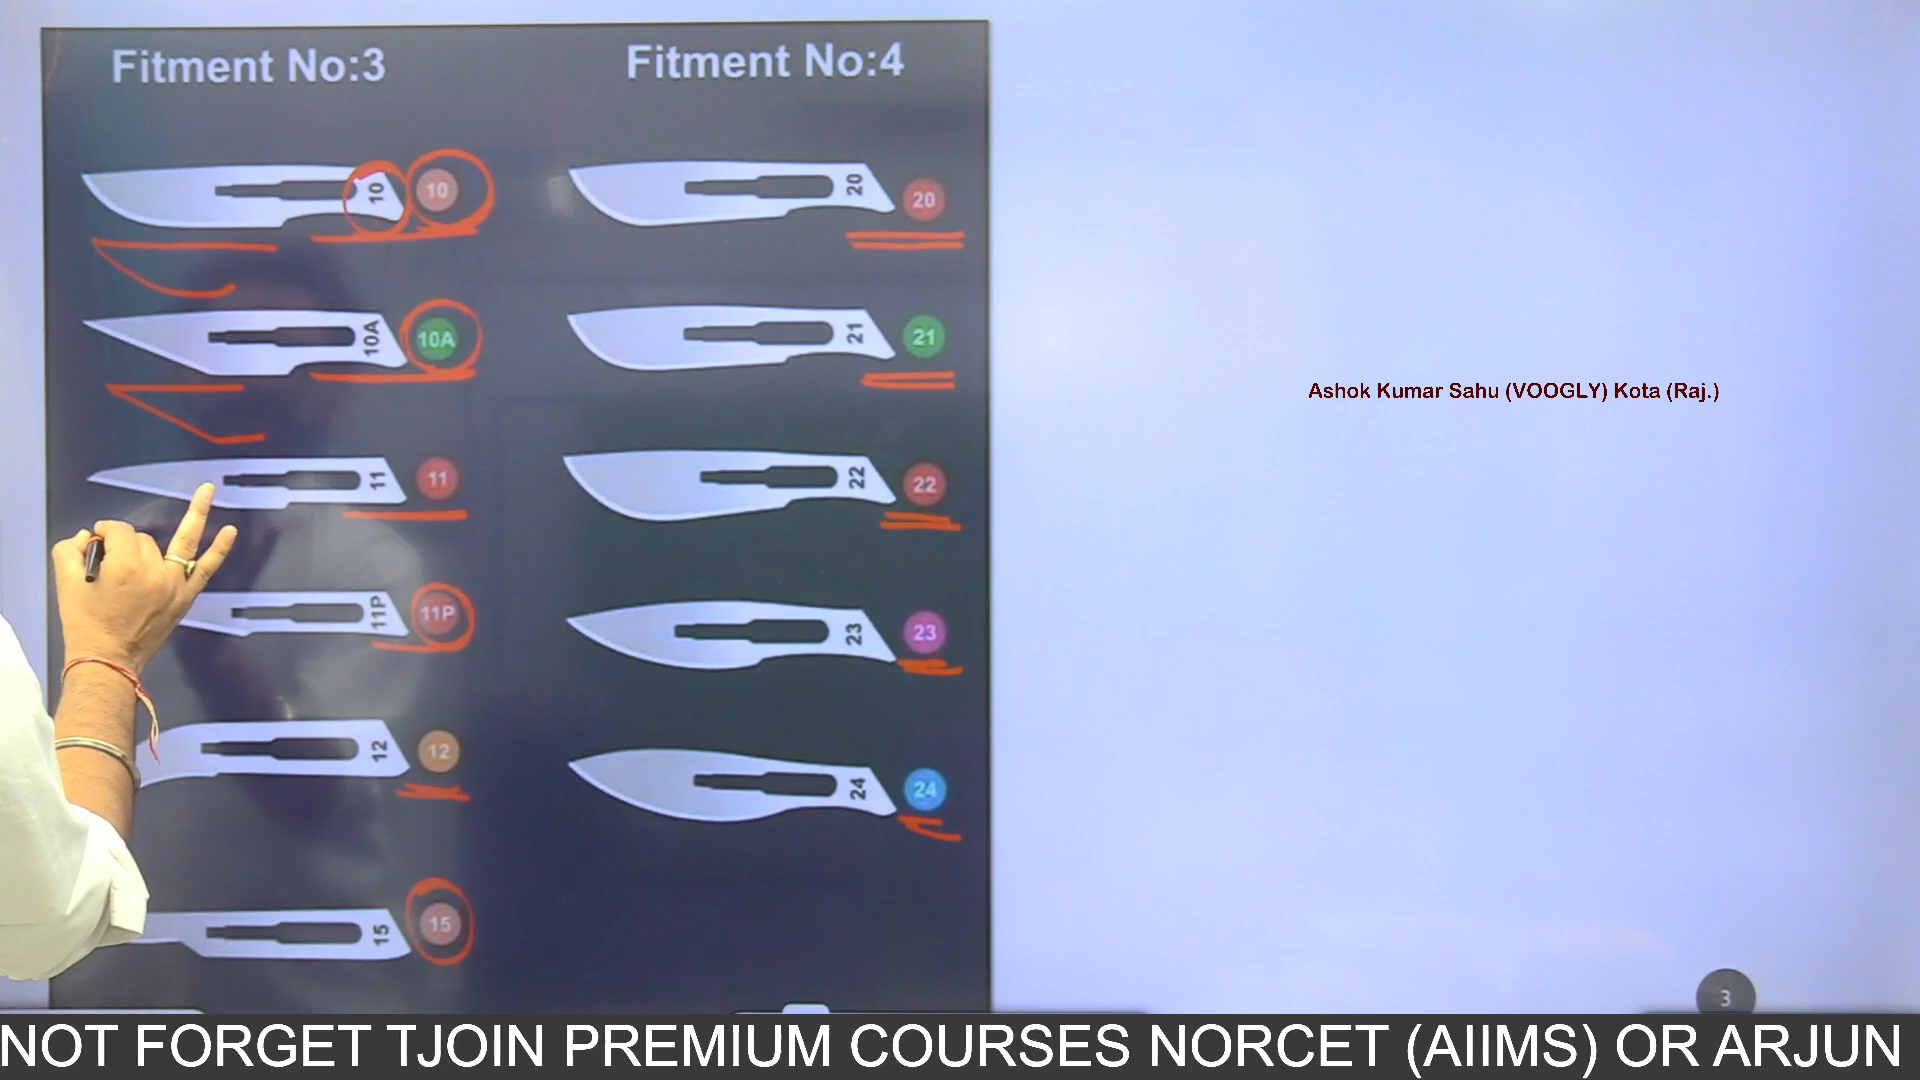 Fitment No:3
Fitment No:4
10
10
10A
10A
11
11
11P
11P
12
12
15
15
20
20
21
21
22
22
23
23
24
24
Ashok Kumar Sahu (VOOGLY) Kota (Raj.)
3
NOT FORGET TJOIN PREMIUM COURSES NORCET (AIIMS) OR ARJUN